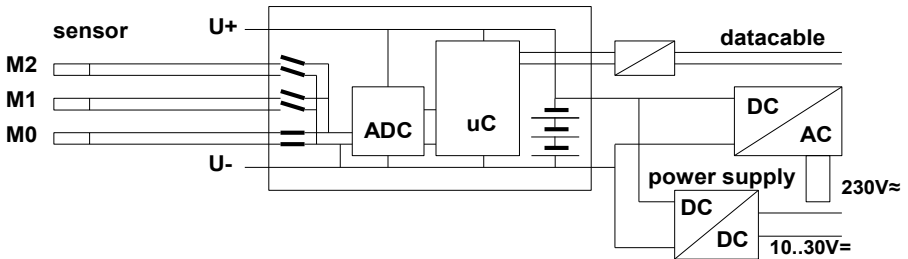 sensor
U+
datacable
M2
M1
M0
ADC
uC
DC
AC
U-
power supply
230V≈
DC
DC
10..30V=